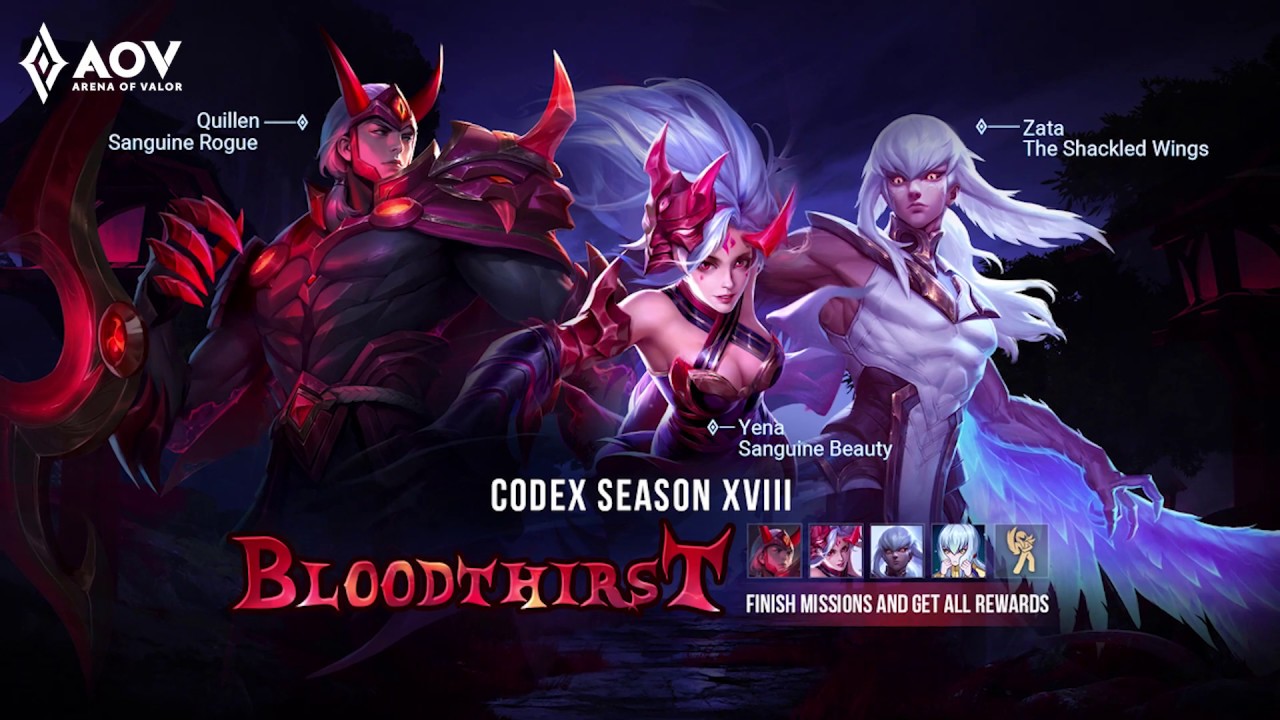 AOV
ARENA OF VALOR
Quillen
Sanguine Rogue
Zata
The Shackled Wings
Yena
Sanguine Beauty
CODEX SEASON XVIII
BLOODTHIRST
FINISH MISSIONS AND GET ALL REWARDS